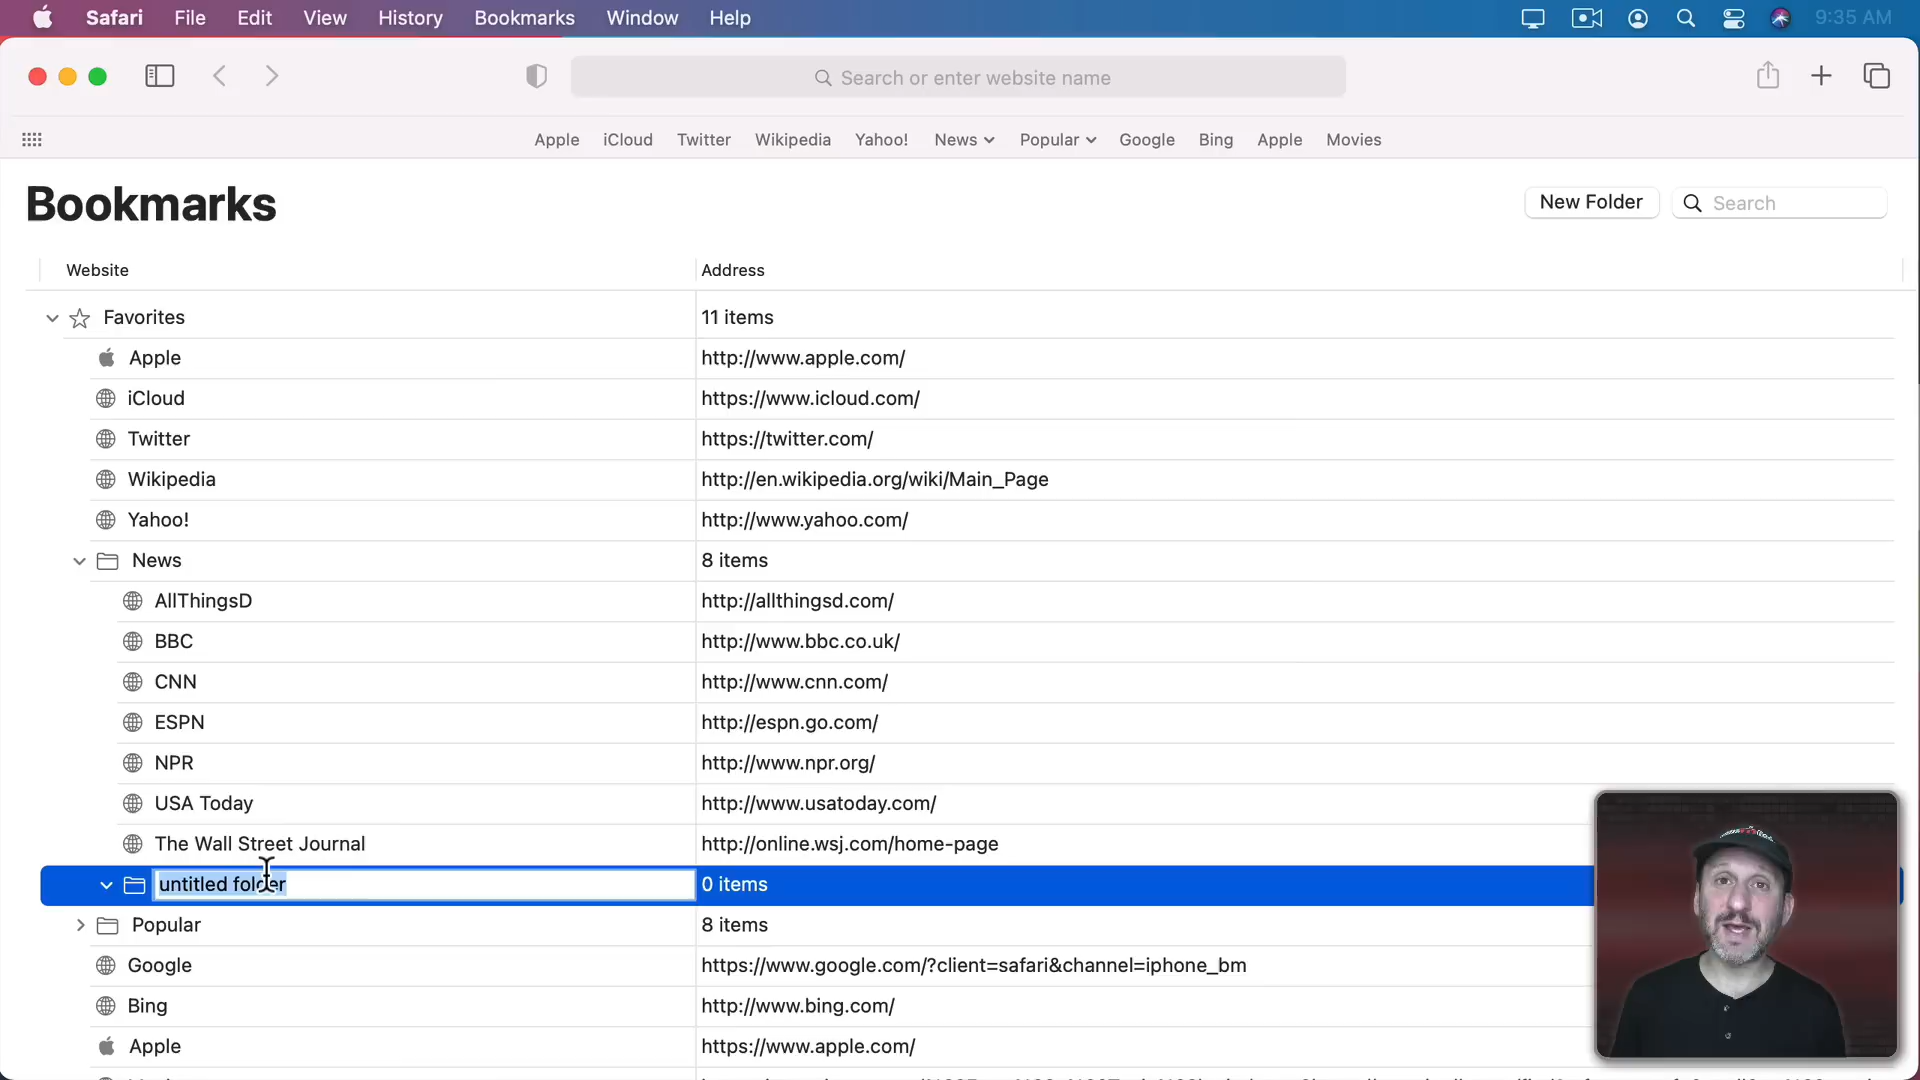 Safari File Edit View History Bookmarks Window Help 9:35 AM
Search or enter website name
Apple iCloud Twitter Wikipedia Yahoo! News Popular Google Bing Apple Movies
Bookmarks
New Folder
Search
Website Address
Favorites 11 items
Apple http://www.apple.com/
iCloud https://www.icloud.com/
Twitter https://twitter.com/
Wikipedia http://en.wikipedia.org/wiki/Main_Page
Yahoo! http://www.yahoo.com/
News 8 items
AllThingsD http://allthingsd.com/
BBC http://www.bbc.co.uk/
CNN http://www.cnn.com/
ESPN http://espn.go.com/
NPR http://www.npr.org/
USA Today http://www.usatoday.com/
The Wall Street Journal http://online.wsj.com/home-page
untitled folder 0 items
Popular 8 items
Google https://www.google.com/?client=safari&channel=iphone_bm
Bing http://www.bing.com/
Apple https://www.apple.com/